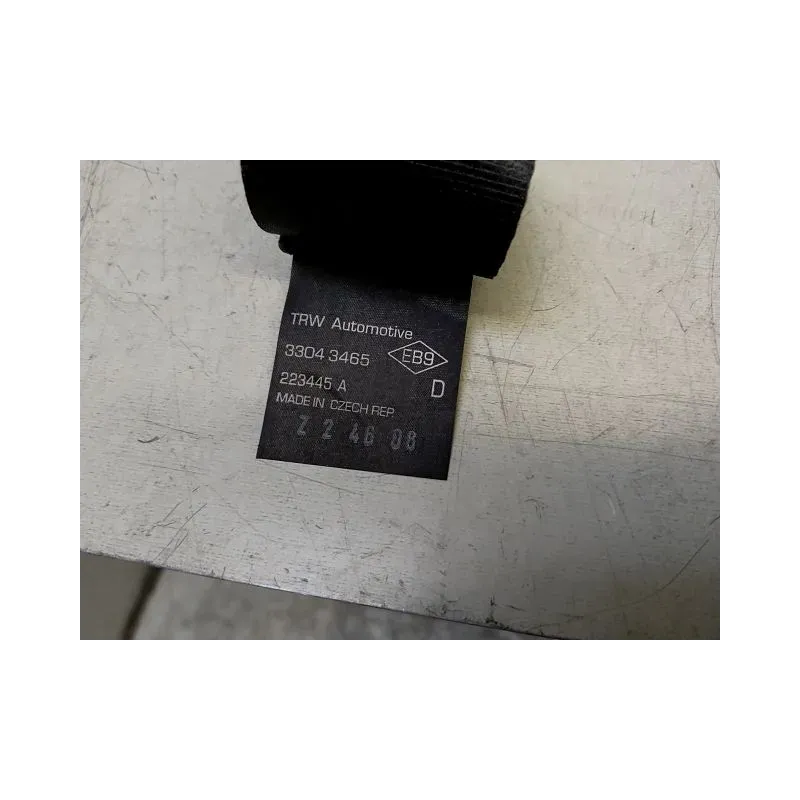 TRW Automotive
3304 3465 EB9
223445 A D
MADE IN CZECH REP.
Z 2 46 08